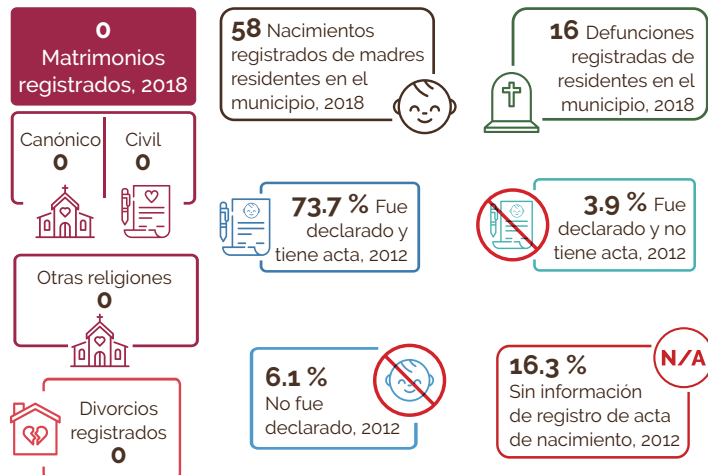 0
Matrimonios
registrados, 2018
Canónico
0
Civil
0
Otras religiones
0
Divorcios
registrados
0
58 Nacimientos
registrados de madres
residentes en el
municipio, 2018
16 Defunciones
registradas de
residentes en el
municipio, 2018
73.7 % Fue
declarado y
tiene acta, 2012
3.9 % Fue
declarado y no
tiene acta, 2012
6.1 %
No fue
declarado, 2012
16.3 %
Sin información
de registro de acta
de nacimiento, 2012
N/A